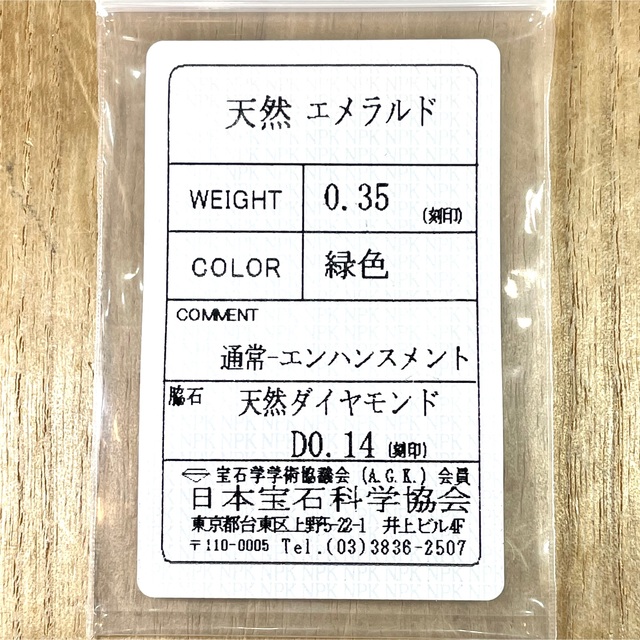 天然 エメラルド
WEIGHT 0.35 (刻印)
COLOR 緑色
COMMENT
通常-エンハンスメント
脇石 天然ダイヤモンド
D0.14 (刻印)
宝石学学術協議会 (A.G.K.) 会員
日本宝石科学協会
東京都台東区上野5-22-1 井上ビル4F
〒110-0005 Tel.(03)3836-2507